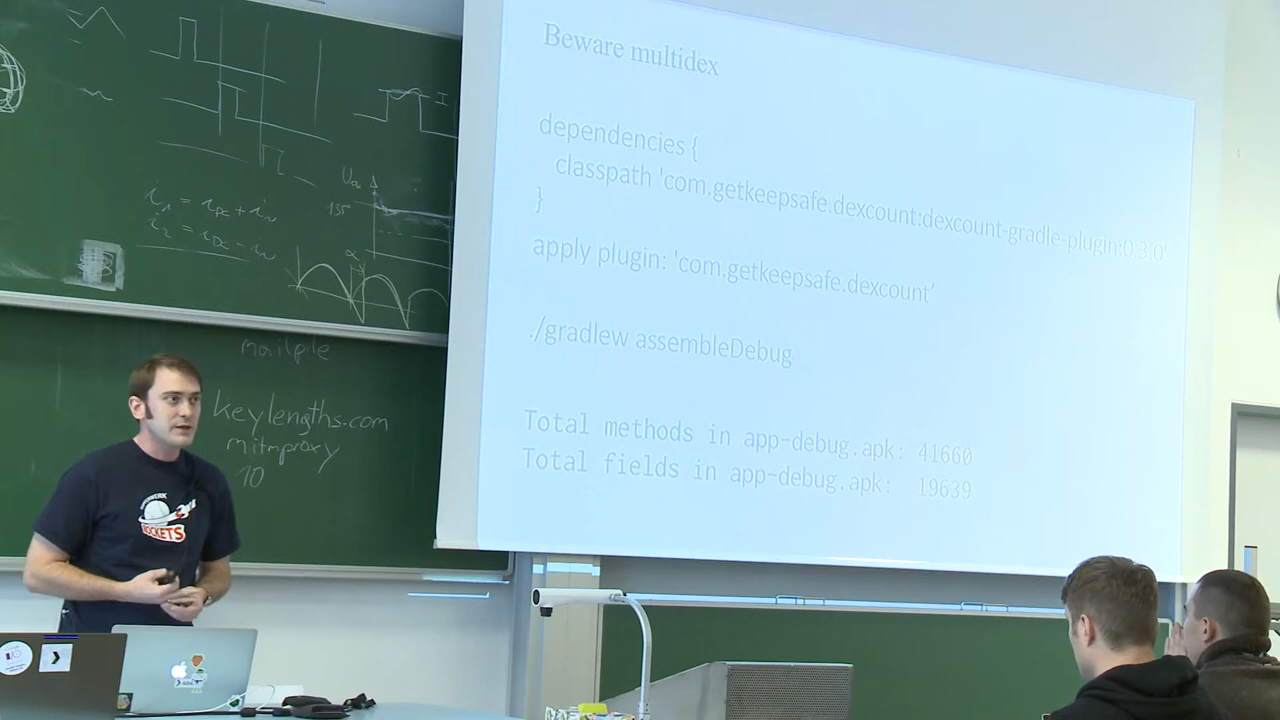 Beware multidex
dependencies {
classpath 'com.getkeepsafe.dexcount:dexcount-gradle-plugin:0.3.0'
}
apply plugin: 'com.getkeepsafe.dexcount'
./gradlew assembleDebug
Total methods in app-debug.apk: 41660
Total fields in app-debug.apk: 19639
mailpile
keylengths.com
mitmproxy
10
ROCKETS